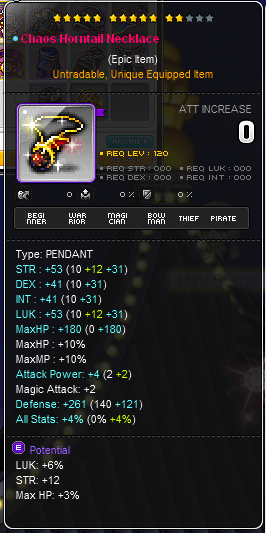 Chaos Horntail Necklace
(Epic Item)
Untradable, Unique Equipped Item
ATT INCREASE
0
REQ LEV : 120
REQ STR : 000 REQ LUK : 000
REQ DEX : 000 REQ INT : 000
0 0 0
BEGINNER WARRIOR MAGICIAN BOWMAN THIEF PIRATE
Type: PENDANT
STR : +53 (10 +12 +31)
DEX : +41 (10 +31)
INT : +41 (10 +31)
LUK : +53 (10 +12 +31)
MaxHP : +180 (0 +180)
MaxHP : +10%
MaxMP : +10%
Attack Power: +4 (2 +2)
Magic Attack: +2
Defense: +261 (140 +121)
All Stats: +4% (0% +4%)
E Potential
LUK: +6%
STR: +12
Max HP: +3%